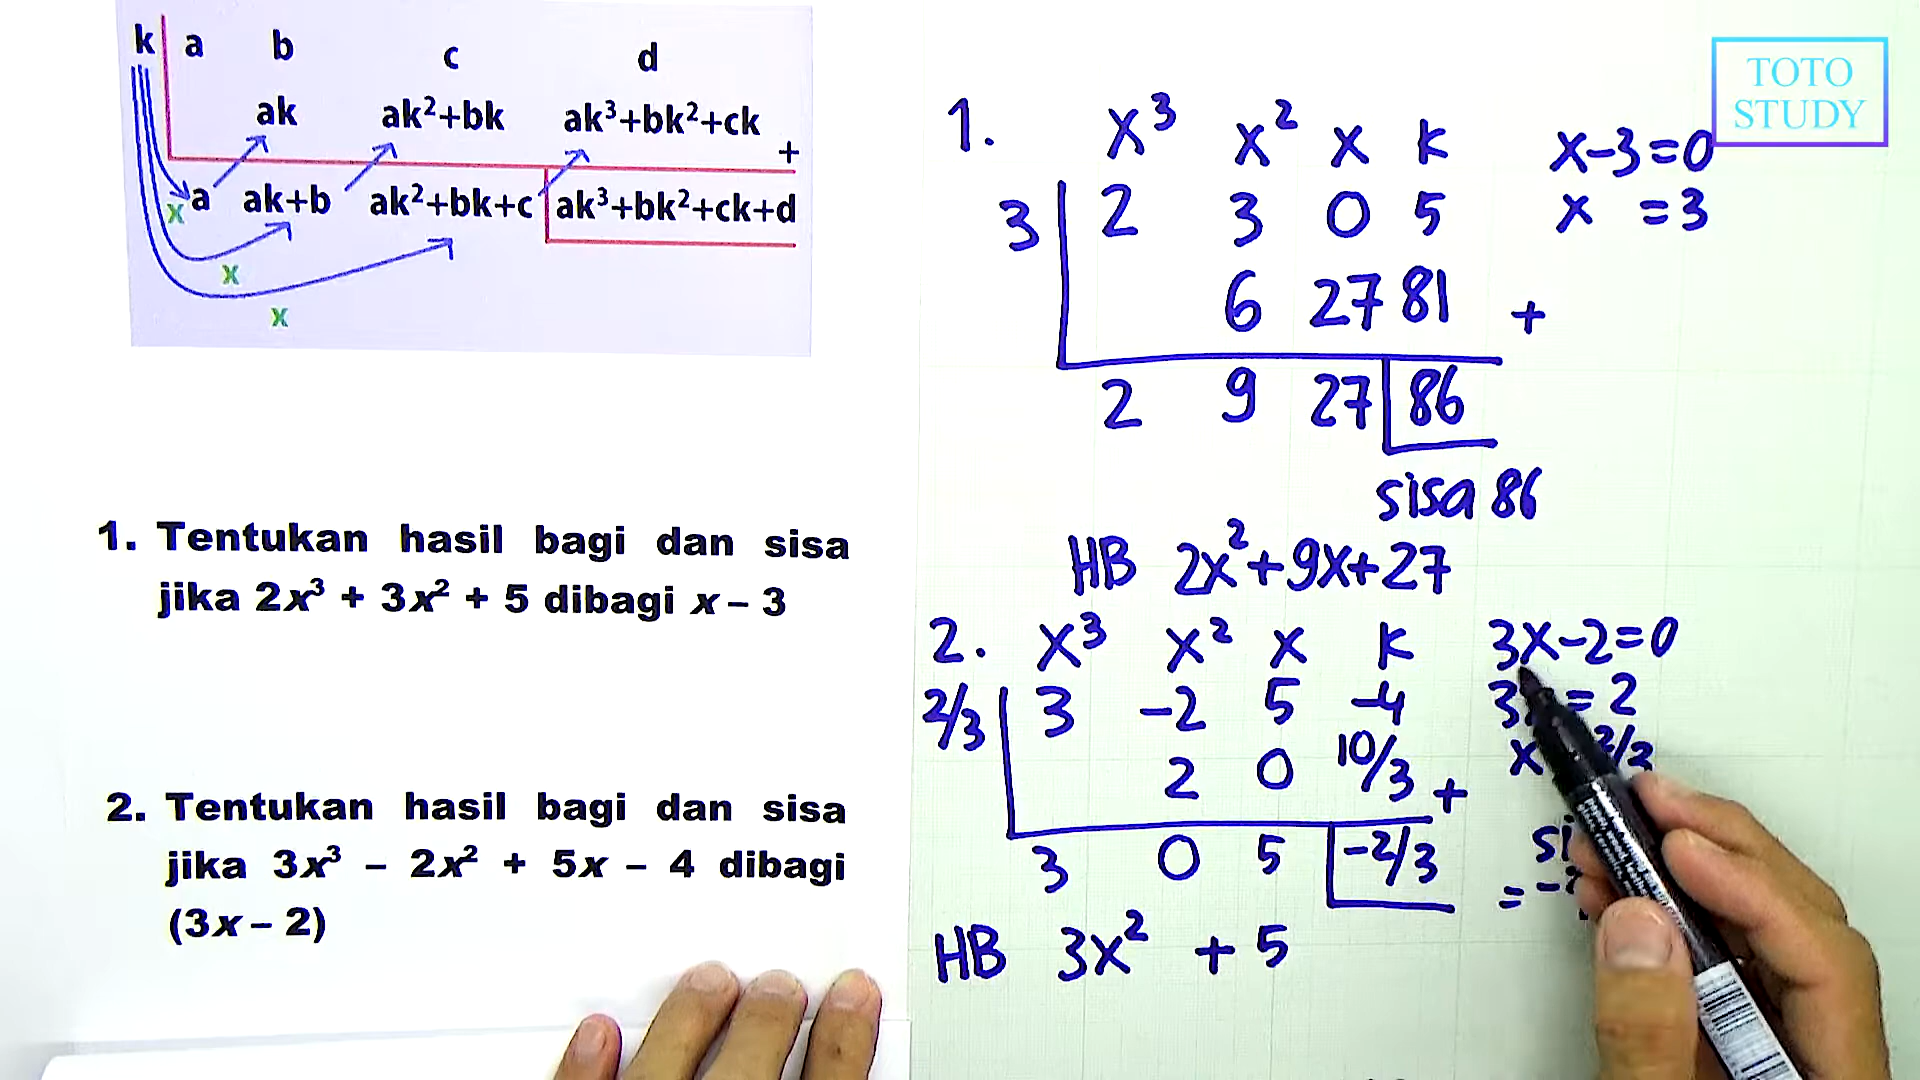 k a b c d
ak ak²+bk ak³+bk²+ck
+
a ak+b ak²+bk+c ak³+bk²+ck+d
x
x
x
1. Tentukan hasil bagi dan sisa
jika 2x³ + 3x² + 5 dibagi x – 3
2. Tentukan hasil bagi dan sisa
jika 3x³ – 2x² + 5x – 4 dibagi
(3x – 2)
TOTO
STUDY
1. x³ x² x k x-3=0
3 2 3 0 5 x =3
6 27 81 +
2 9 27 86
sisa 86
HB 2x²+9x+27
2. x³ x² x k 3x-2=0
2/3 3 -2 5 -4 3 = 2
2 0 10/3 + x 2/3
3 0 5 -2/3
HB 3x² + 5